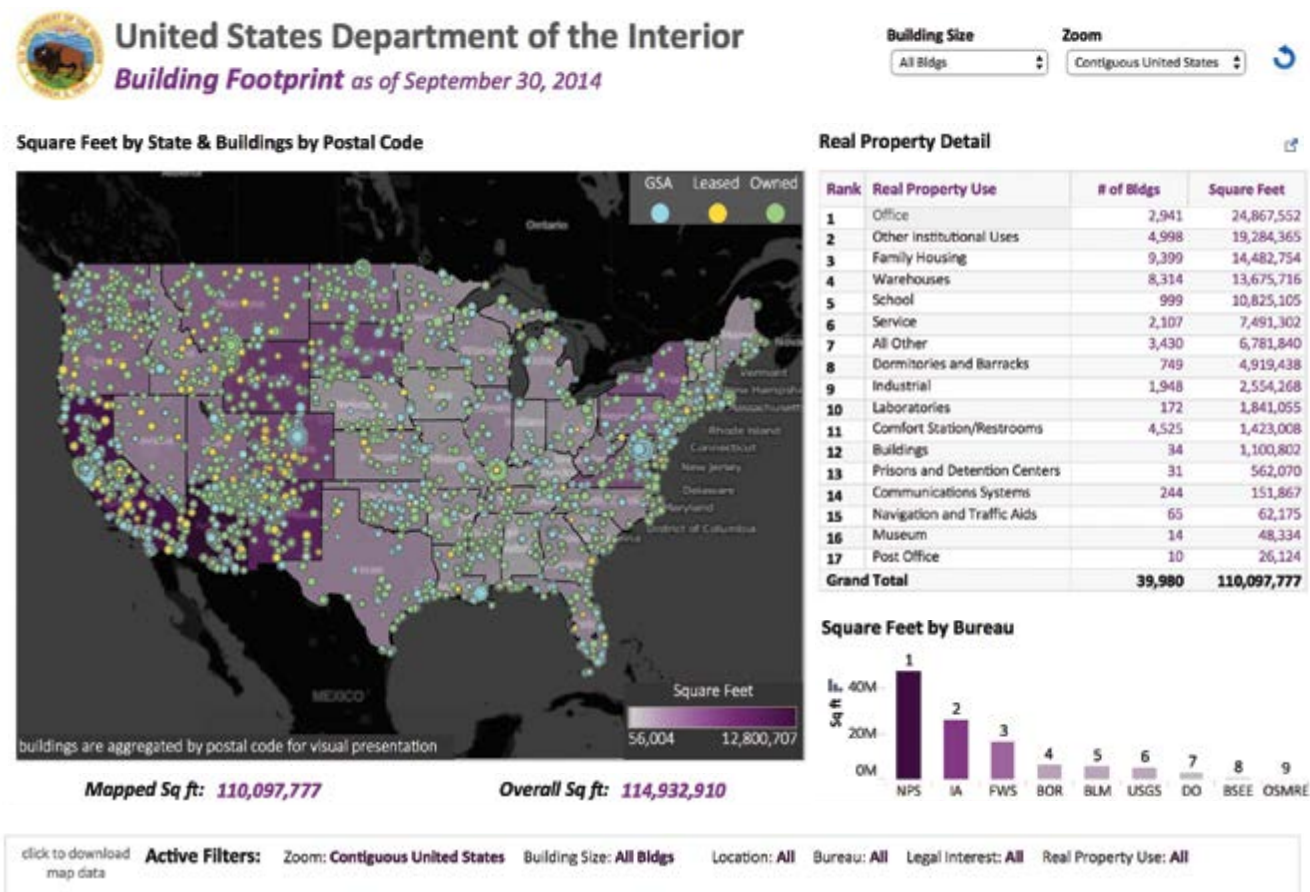 United States Department of the Interior
Building Footprint as of September 30, 2014
Building Size
Zoom
All Bldgs
Contiguous United States
Square Feet by State & Buildings by Postal Code
GSA Leased Owned
Ontario
Vermont
New Hampshire
Massachusetts
Rhode Island
Connecticut
New Jersey
Delaware
Maryland
District of Columbia
Texas
MEXICO
Square Feet
56,004 12,800,707
buildings are aggregated by postal code for visual presentation
Mapped Sq ft: 110,097,777
Overall Sq ft: 114,932,910
Real Property Detail
Rank Real Property Use # of Bldgs Square Feet
1 Office 2,941 24,867,552
2 Other Institutional Uses 4,998 19,284,365
3 Family Housing 9,399 14,482,754
4 Warehouses 8,314 13,675,716
5 School 999 10,825,105
6 Service 2,107 7,491,302
7 All Other 3,430 6,781,840
8 Dormitories and Barracks 749 4,919,438
9 Industrial 1,948 2,554,268
10 Laboratories 172 1,841,055
11 Comfort Station/Restrooms 4,525 1,423,008
12 Buildings 34 1,100,802
13 Prisons and Detention Centers 31 562,070
14 Communications Systems 244 151,867
15 Navigation and Traffic Aids 65 62,175
16 Museum 14 48,334
17 Post Office 10 26,124
Grand Total 39,980 110,097,777
Square Feet by Bureau
Sq ft
40M
20M
0M
1 2 3 4 5 6 7 8 9
NPS IA FWS BOR BLM USGS DO BSEE OSMRE
click to download
map data
Active Filters: Zoom: Contiguous United States Building Size: All Bldgs Location: All Bureau: All Legal Interest: All Real Property Use: All